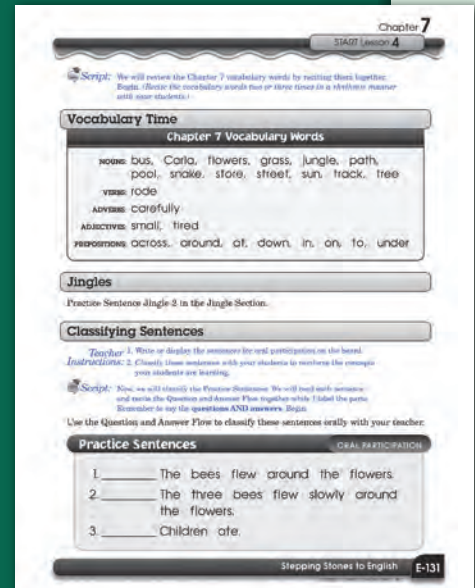 Chapter 7
START Lesson 4
Script: We will review the Chapter 7 vocabulary words by reciting them together.
Begin. (Recite the vocabulary words two or three times in a rhythmic manner
with your students.)
Vocabulary Time
Chapter 7 Vocabulary Words
NOUNS: bus, Carla, flowers, grass, jungle, path,
pool, snake, store, street, sun, track, tree
VERBS: rode
ADVERBS: carefully
ADJECTIVES: small, tired
PREPOSITIONS: across, around, at, down, in, on, to, under
Jingles
Practice Sentence Jingle 2 in the Jingle Section.
Classifying Sentences
Teacher Instructions: 1. Write or display the sentences for oral participation on the board.
2. Classify these sentences with your students to reinforce the concepts
your students are learning.
Script: Now, we will classify the Practice Sentences. We will read each sentence
and recite the Question and Answer Flow together while I label the parts.
Remember to say the questions AND answers. Begin.
Use the Question and Answer Flow to classify these sentences orally with your teacher.
Practice Sentences
ORAL PARTICIPATION
1. ________ The bees flew around the flowers.
2. ________ The three bees flew slowly around
the flowers.
3. ________ Children ate.
Stepping Stones to English E-131